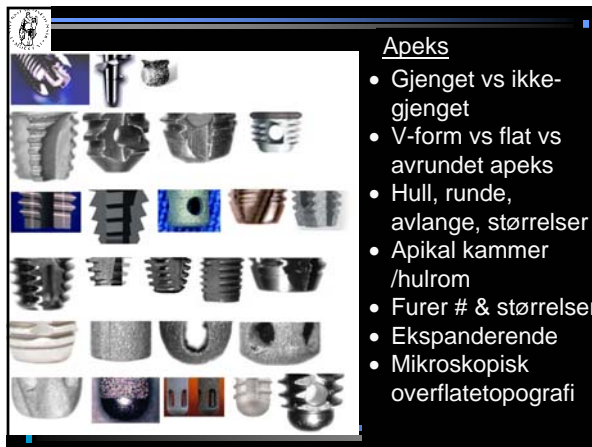 Apeks
• Gjenget vs ikke-
gjenget
• V-form vs flat vs
avrundet apeks
• Hull, runde,
avlange, størrelser
• Apikal kammer
/hulrom
• Furer # & størrelser
• Ekspanderende
• Mikroskopisk
overflatetopografi